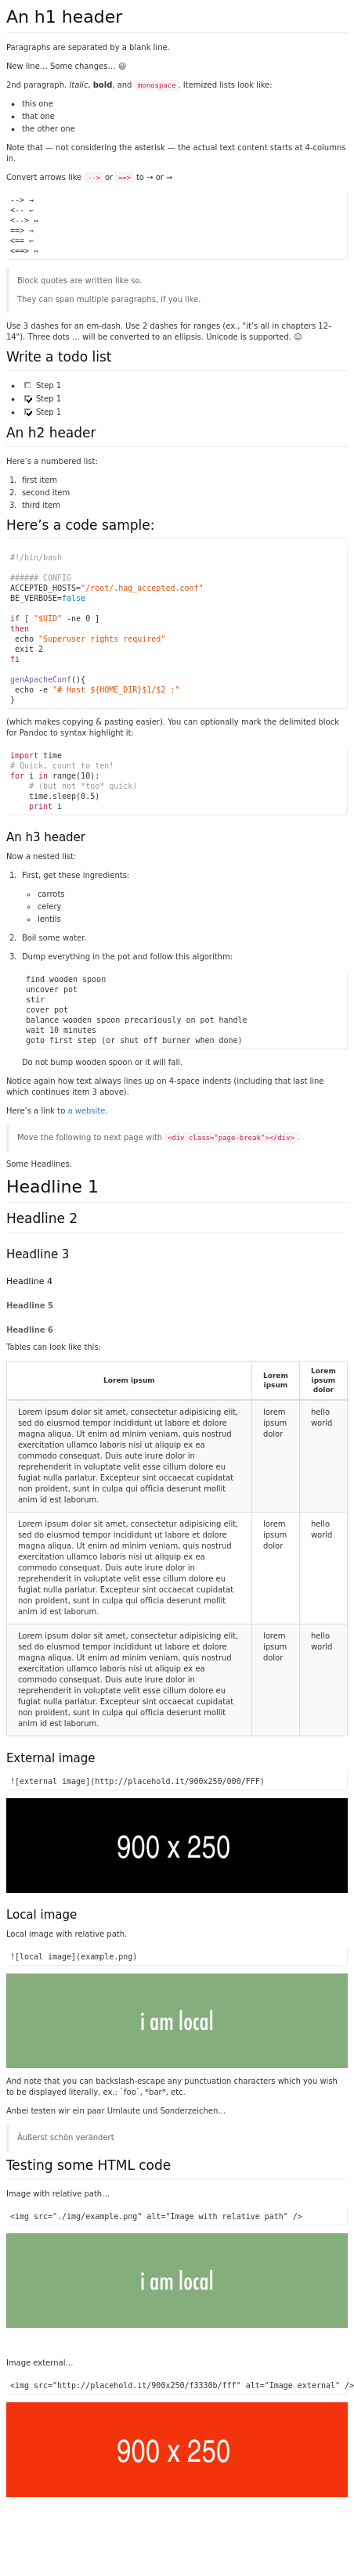 An h1 header
Paragraphs are separated by a blank line.
New line… Some changes… 😃
2nd paragraph. Italic, bold, and monospace. Itemized lists look like:
• this one
• that one
• the other one
Note that — not considering the asterisk — the actual text content starts at 4-columns
in.
Convert arrows like --> or ==> to → or ⇒
--> →
<-- ←
<--> ↔
==> ⇒
<== ⇐
<==> ⇔
Block quotes are written like so.
They can span multiple paragraphs, if you like.
Use 3 dashes for an em-dash. Use 2 dashes for ranges (ex., "it's all in chapters 12–
14"). Three dots … will be converted to an ellipsis. Unicode is supported. ☺
Write a todo list
• ☐ Step 1
• ☑ Step 1
• ☑ Step 1
An h2 header
Here's a numbered list:
1. first item
2. second item
3. third item
Here's a code sample:
#!/bin/bash
###### CONFIG
ACCEPTED_HOSTS="/root/.hag_accepted.conf"
BE_VERBOSE=false
if [ "$UID" -ne 0 ]
then
 echo "Superuser rights required"
 exit 2
fi
genApacheConf(){
 echo -e "# Host ${HOME_DIR}$1/$2 :"
}
(which makes copying & pasting easier). You can optionally mark the delimited block
for Pandoc to syntax highlight it:
import time
# Quick, count to ten!
for i in range(10):
    # (but not *too* quick)
    time.sleep(0.5)
    print i
An h3 header
Now a nested list:
1. First, get these ingredients:
◦ carrots
◦ celery
◦ lentils
2. Boil some water.
3. Dump everything in the pot and follow this algorithm:
find wooden spoon
uncover pot
stir
cover pot
balance wooden spoon precariously on pot handle
wait 10 minutes
goto first step (or shut off burner when done)
Do not bump wooden spoon or it will fall.
Notice again how text always lines up on 4-space indents (including that last line
which continues item 3 above).
Here's a link to a website.
Move the following to next page with <div class="page-break"></div>.
Some Headlines.
Headline 1
Headline 2
Headline 3
Headline 4
Headline 5
Headline 6
Tables can look like this:
Lorem ipsum
Lorem
ipsum
Lorem
ipsum
dolor
Lorem ipsum dolor sit amet, consectetur adipisicing elit,
sed do eiusmod tempor incididunt ut labore et dolore
magna aliqua. Ut enim ad minim veniam, quis nostrud
exercitation ullamco laboris nisi ut aliquip ex ea
commodo consequat. Duis aute irure dolor in
reprehenderit in voluptate velit esse cillum dolore eu
fugiat nulla pariatur. Excepteur sint occaecat cupidatat
non proident, sunt in culpa qui officia deserunt mollit
anim id est laborum.
lorem
ipsum
dolor
hello
world
Lorem ipsum dolor sit amet, consectetur adipisicing elit,
sed do eiusmod tempor incididunt ut labore et dolore
magna aliqua. Ut enim ad minim veniam, quis nostrud
exercitation ullamco laboris nisi ut aliquip ex ea
commodo consequat. Duis aute irure dolor in
reprehenderit in voluptate velit esse cillum dolore eu
fugiat nulla pariatur. Excepteur sint occaecat cupidatat
non proident, sunt in culpa qui officia deserunt mollit
anim id est laborum.
lorem
ipsum
dolor
hello
world
Lorem ipsum dolor sit amet, consectetur adipisicing elit,
sed do eiusmod tempor incididunt ut labore et dolore
magna aliqua. Ut enim ad minim veniam, quis nostrud
exercitation ullamco laboris nisi ut aliquip ex ea
commodo consequat. Duis aute irure dolor in
reprehenderit in voluptate velit esse cillum dolore eu
fugiat nulla pariatur. Excepteur sint occaecat cupidatat
non proident, sunt in culpa qui officia deserunt mollit
anim id est laborum.
lorem
ipsum
dolor
hello
world
External image
![external image](http://placehold.it/900x250/000/FFF)
900 x 250
Local image
Local image with relative path.
![local image](example.png)
i am local
And note that you can backslash-escape any punctuation characters which you wish
to be displayed literally, ex.: `foo`, *bar*, etc.
Anbei testen wir ein paar Umlaute und Sonderzeichen…
Äußerst schön verändert
Testing some HTML code
Image with relative path…
<img src="./img/example.png" alt="Image with relative path" />
i am local
Image external…
<img src="http://placehold.it/900x250/f3330b/fff" alt="Image external" />
900 x 250